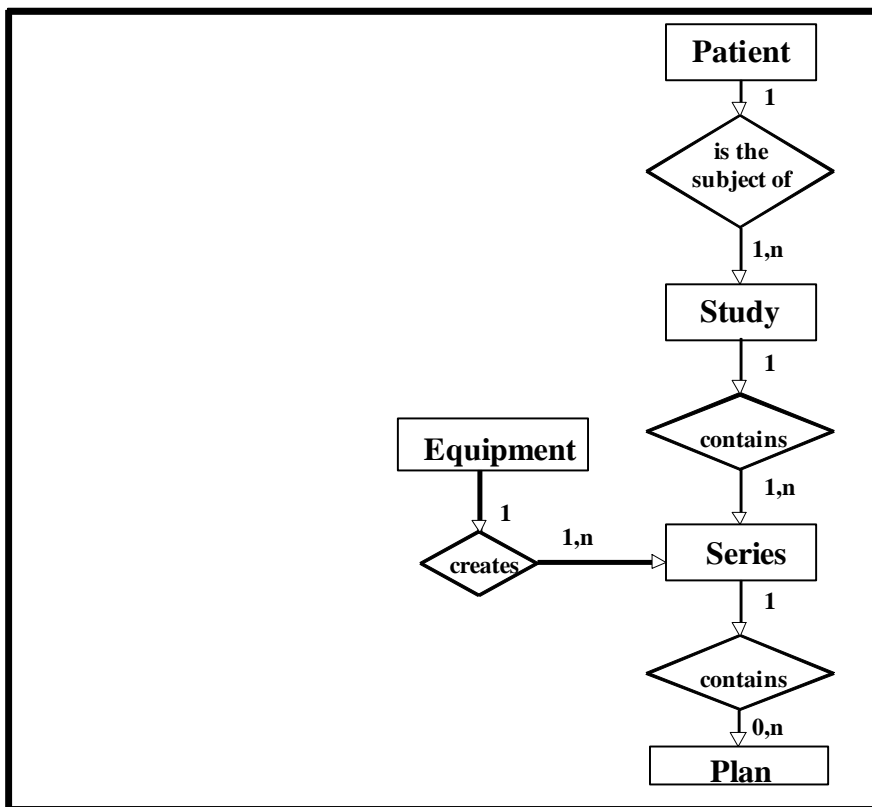 Patient
1
is the
subject of
1,n
Study
1
contains
Equipment
1,n
1
1,n
Series
creates
1
contains
0,n
Plan